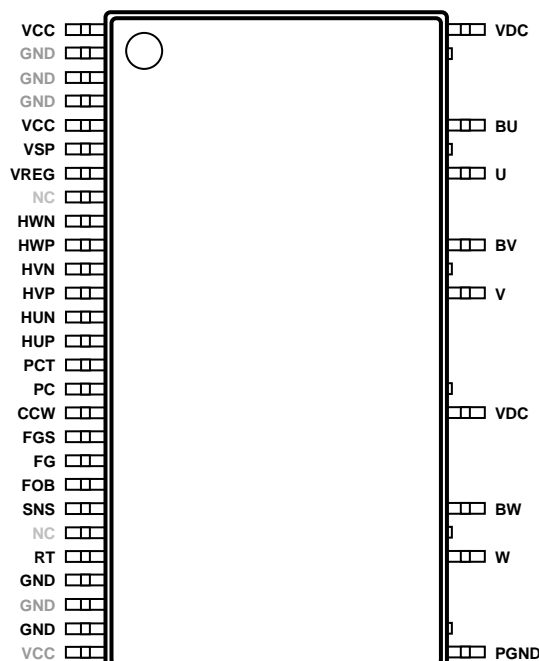 VCC
GND
GND
GND
VCC
VSP
VREG
NC
HWN
HWP
HVN
HVP
HUN
HUP
PCT
PC
CCW
FGS
FG
FOB
SNS
NC
RT
GND
GND
GND
VCC
VDC
BU
U
BV
V
VDC
BW
W
PGND